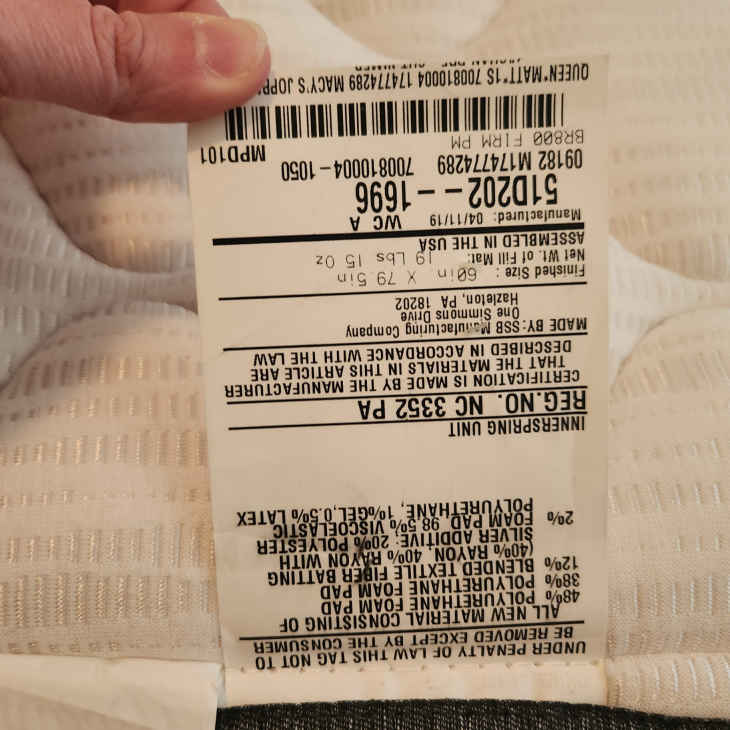 UNDER PENALTY OF LAW THIS TAG NOT TO
BE REMOVED EXCEPT BY THE CONSUMER
ALL NEW MATERIAL CONSISTING OF
48% POLYURETHANE FOAM PAD
38% POLYURETHANE FOAM PAD
12% BLENDED TEXTILE FIBER BATTING
(40% RAYON, 40% RAYON WITH
SILVER ADDITIVE; 20% POLYESTER
2% FOAM PAD, 98.5% VISCOELASTIC
POLYURETHANE, 1%GEL,0.5% LATEX
INNERSPRING UNIT
REG.NO. NC 3352 PA
CERTIFICATION IS MADE BY THE MANUFACTURER
THAT THE MATERIALS IN THIS ARTICLE ARE
DESCRIBED IN ACCORDANCE WITH THE LAW
MADE BY: SSB Manufacturing Company
One Simmons Drive
Hazleton, PA 18202
Finished Size : 60in. X 79.5in
Net Wt. of Fill Mat: 19 Lbs 15 Oz
ASSEMBLED IN THE USA
Manufactured: 04/11/19 WC A
51D202--1696
09182 M174774289 700810004-1050
BR800 FIRM PM MPD101
QUEEN*MATT*1S 700810004 174774289 MACY'S JOPP